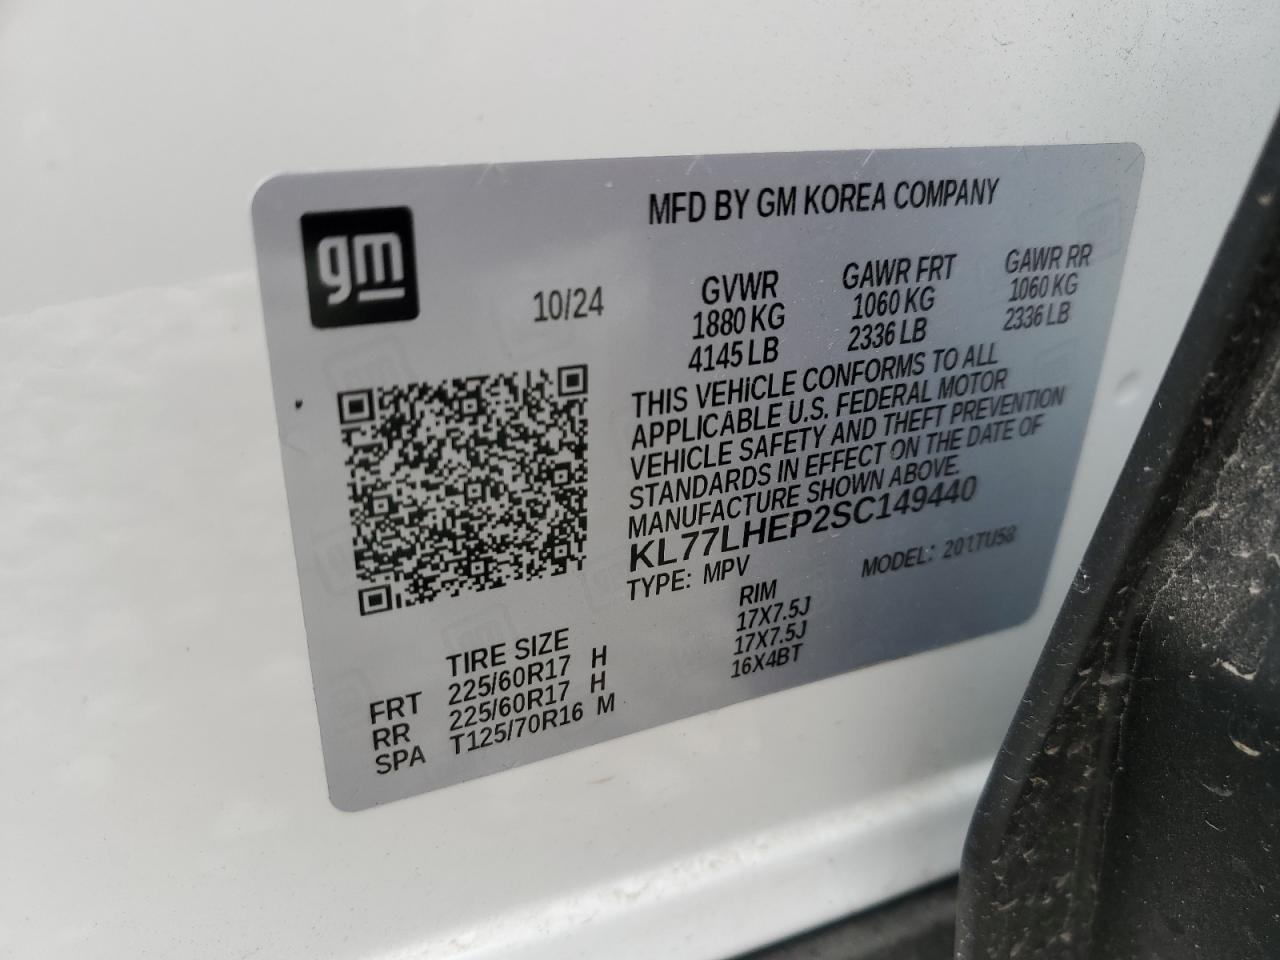 gm
MFD BY GM KOREA COMPANY
10/24
GVWR GAWR FRT GAWR RR
1880 KG 1060 KG 1060 KG
4145 LB 2336 LB 2336 LB
THIS VEHICLE CONFORMS TO ALL
APPLICABLE U.S. FEDERAL MOTOR
VEHICLE SAFETY AND THEFT PREVENTION
STANDARDS IN EFFECT ON THE DATE OF
MANUFACTURE SHOWN ABOVE.
KL77LHEP2SC149440
TYPE: MPV MODEL:
TIRE SIZE RIM
FRT 225/60R17 H 17X7.5J
RR 225/60R17 H 17X7.5J
SPA T125/70R16 M 16X4BT